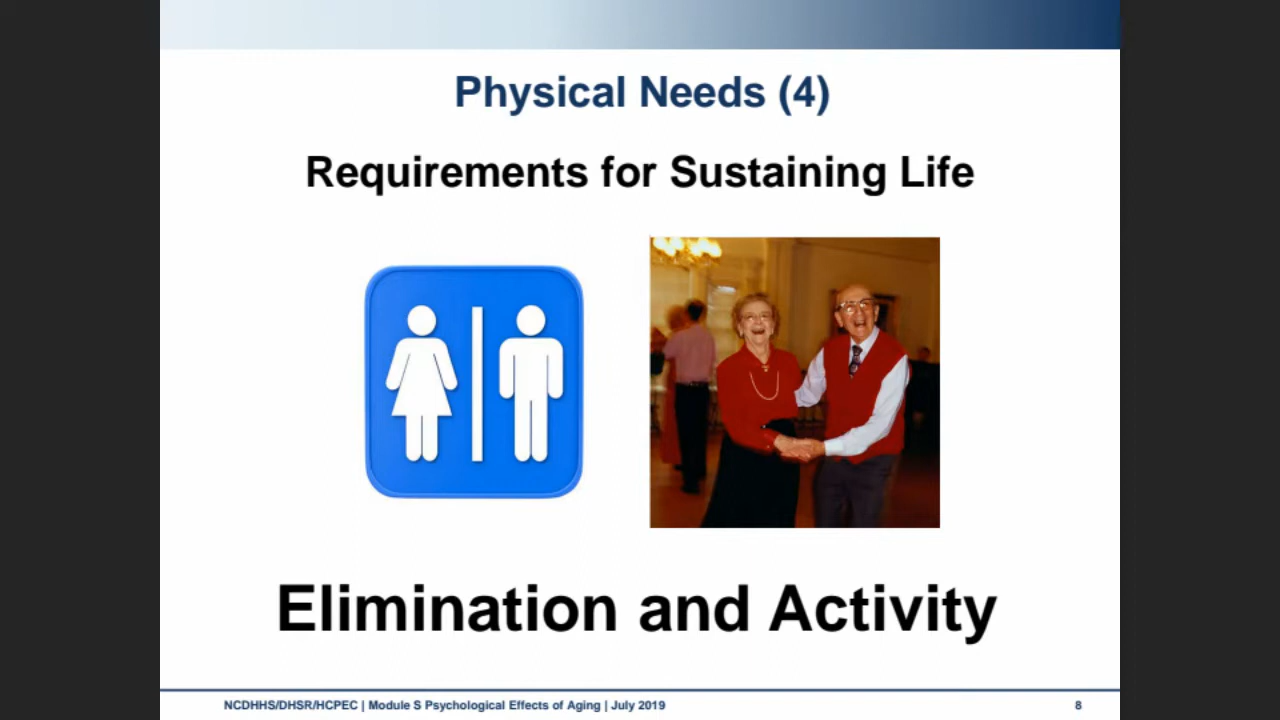 Physical Needs (4)
Requirements for Sustaining Life
Elimination and Activity
NCDHHS/DHSR/HCPEC | Module S Psychological Effects of Aging | July 2019
8